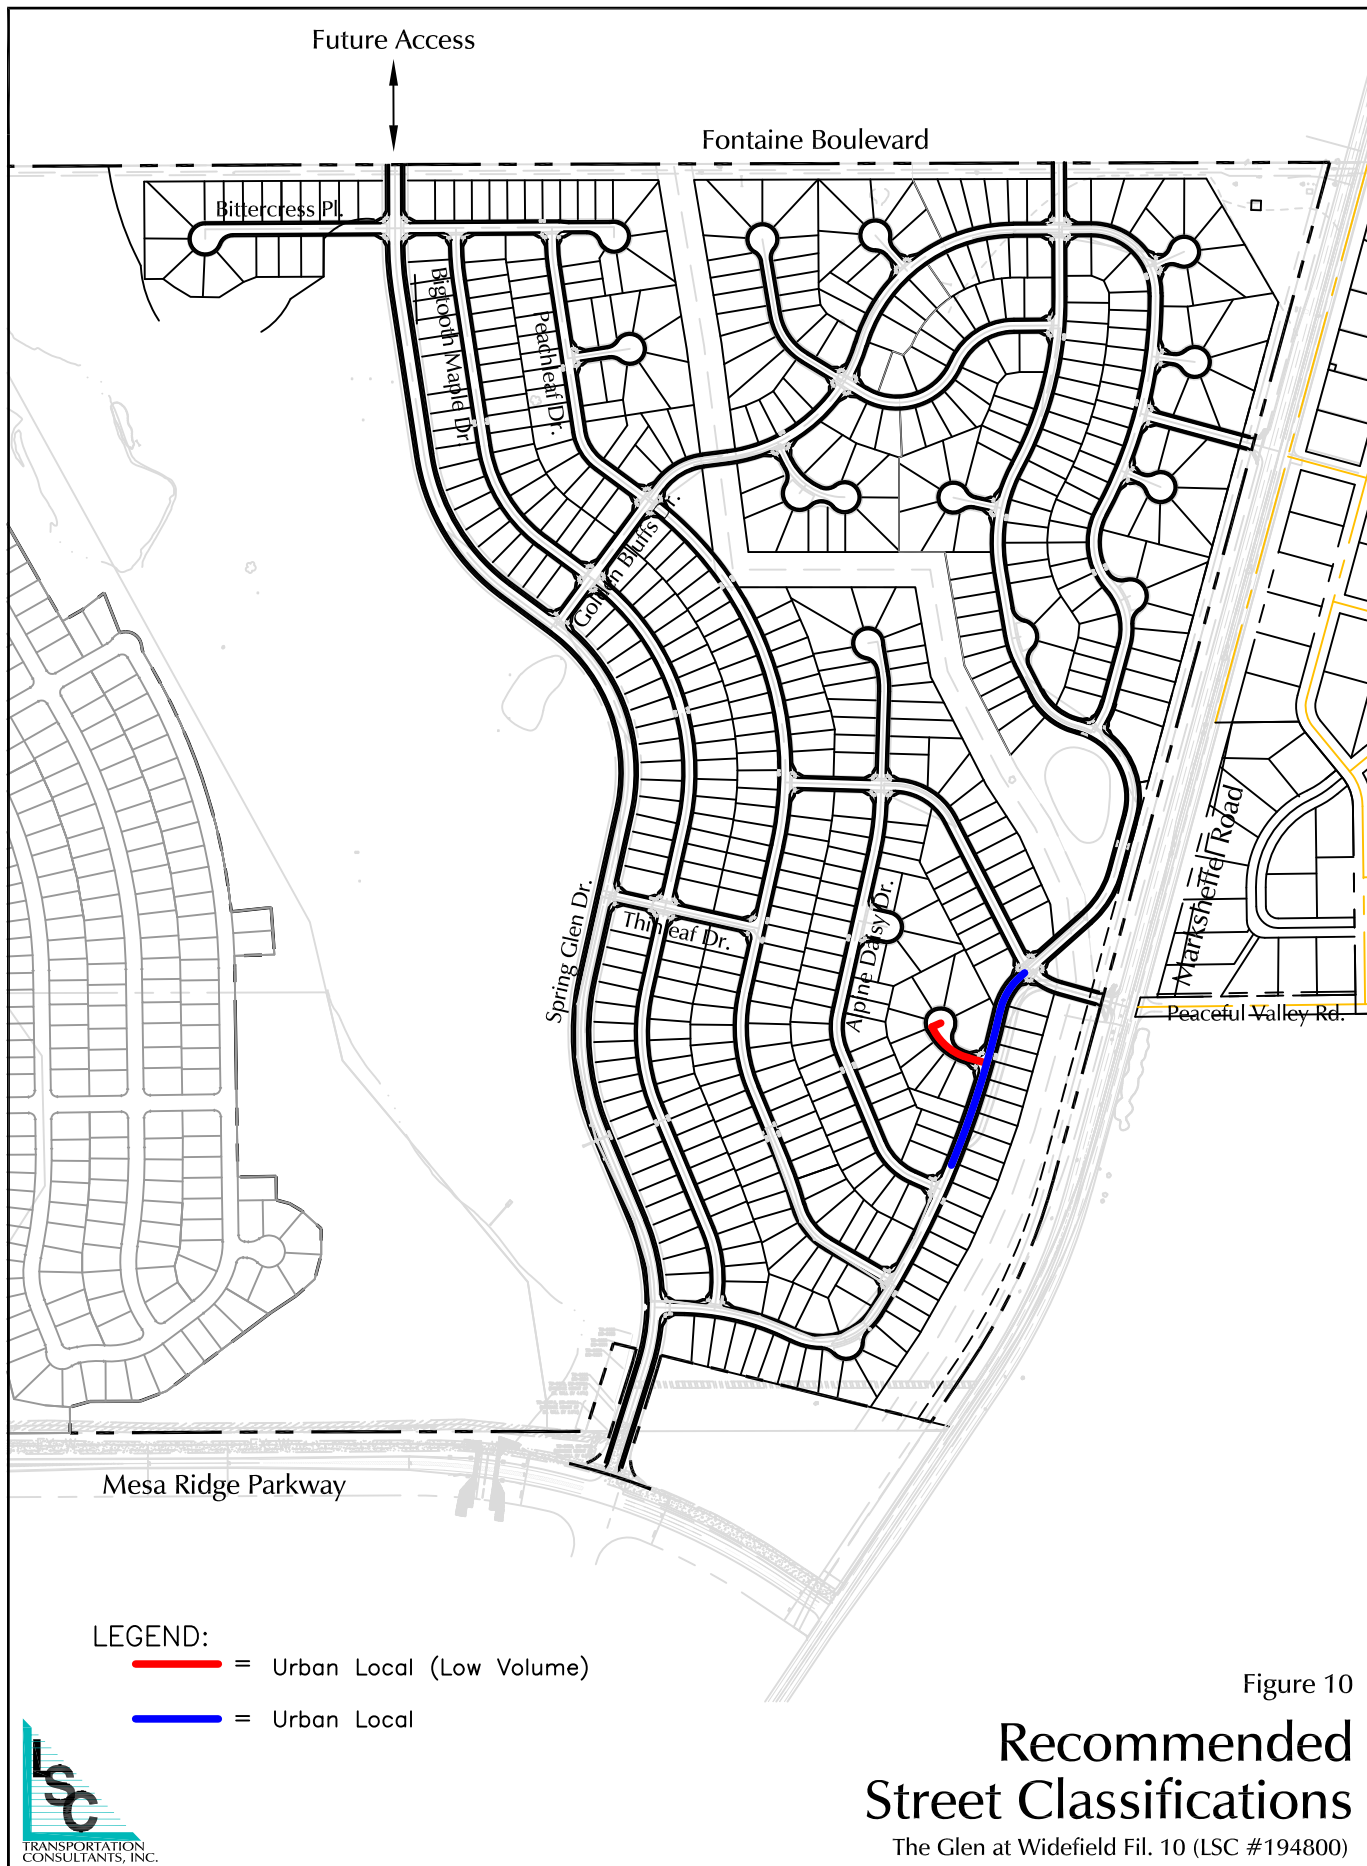 Future Access
Fontaine Boulevard
Bittercress Pl.
Bigtooth Maple Dr.
Peachleaf Dr.
Golden Bluffs Dr.
Spring Glen Dr.
Thinleaf Dr.
Alpine Daisy Dr.
Marksheffel Road
Peaceful Valley Rd.
Mesa Ridge Parkway
LEGEND:
= Urban Local (Low Volume)
= Urban Local
Figure 10
Recommended
Street Classifications
The Glen at Widefield Fil. 10 (LSC #194800)
LSC
TRANSPORTATION
CONSULTANTS, INC.